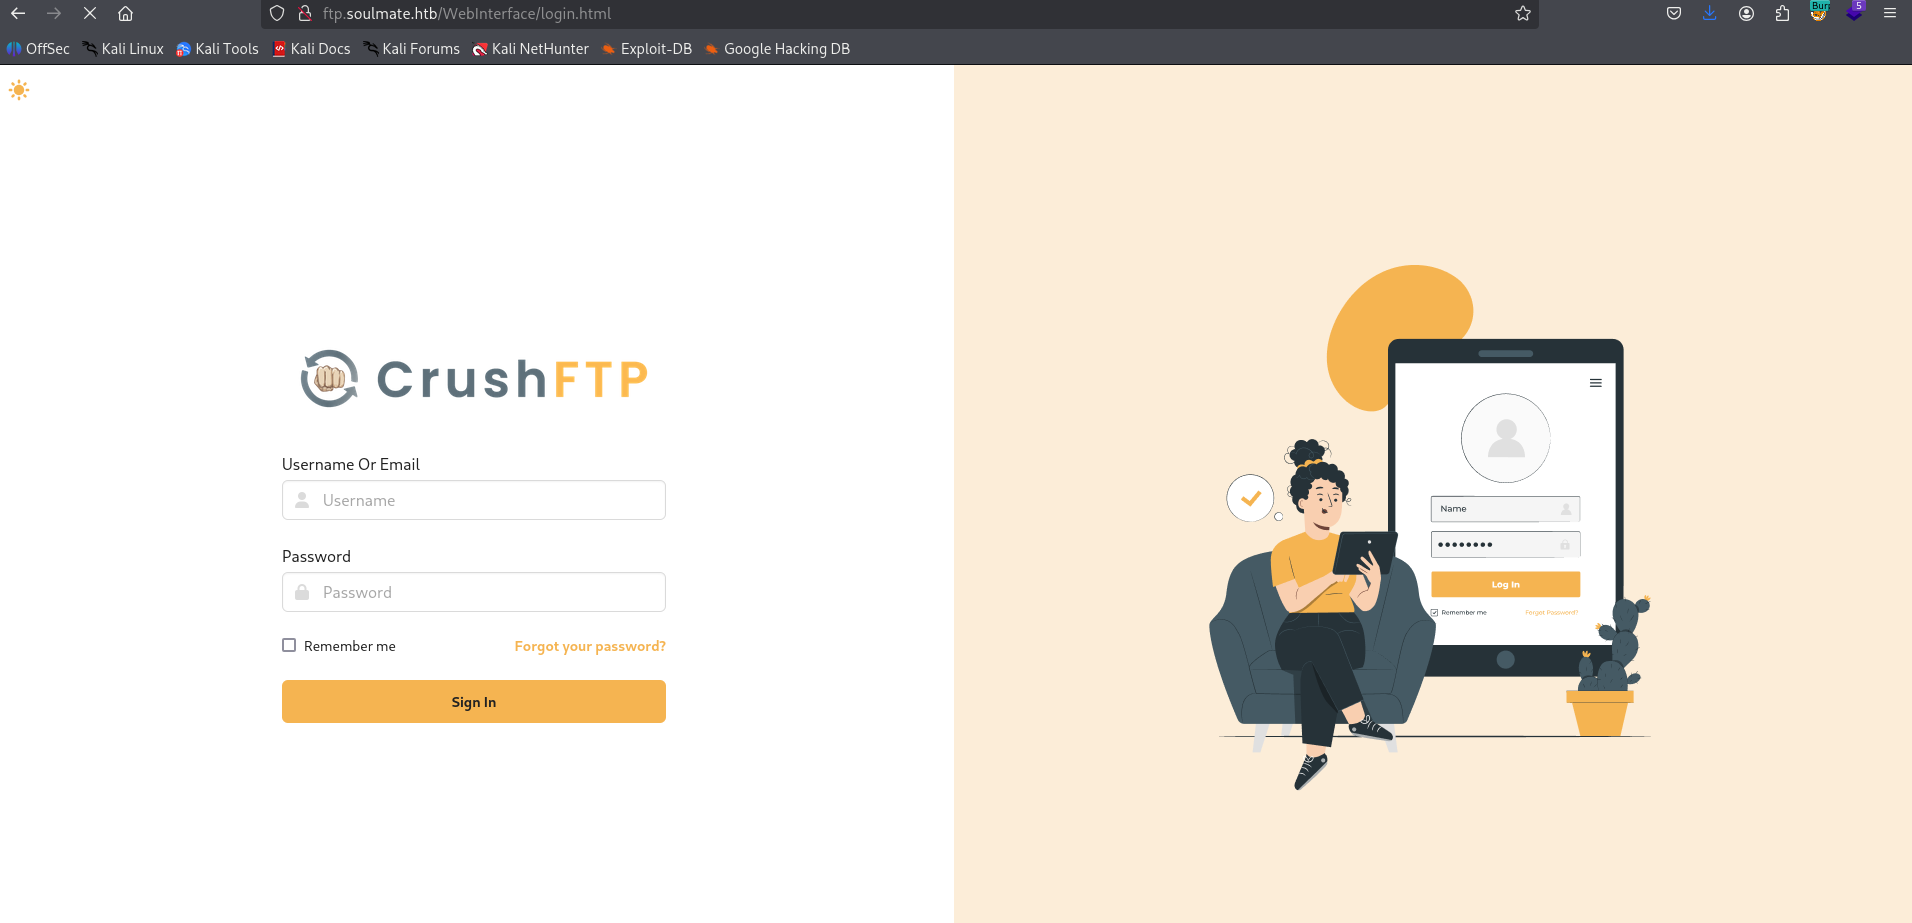 ftp.soulmate.htb/WebInterface/login.html
5
OffSec Kali Linux Kali Tools Kali Docs Kali Forums Kali NetHunter Exploit-DB Google Hacking DB
CrushFTP
Username Or Email
Username
Password
Password
Remember me Forgot your password?
Sign In
Name
Log In
Remember me Forgot Password?